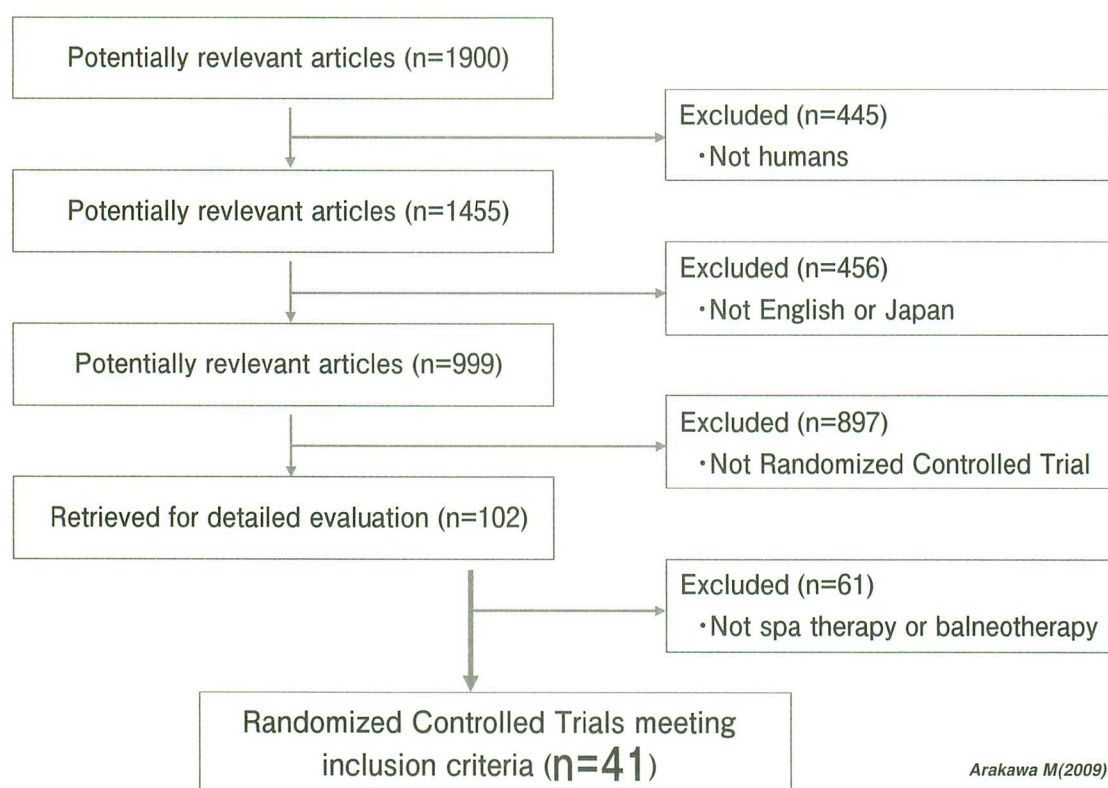 Potentially revlevant articles (n=1900)
Excluded (n=445)
・Not humans
Potentially revlevant articles (n=1455)
Excluded (n=456)
・Not English or Japan
Potentially revlevant articles (n=999)
Excluded (n=897)
・Not Randomized Controlled Trial
Retrieved for detailed evaluation (n=102)
Excluded (n=61)
・Not spa therapy or balneotherapy
Randomized Controlled Trials meeting
inclusion criteria (n=41)
Arakawa M(2009)